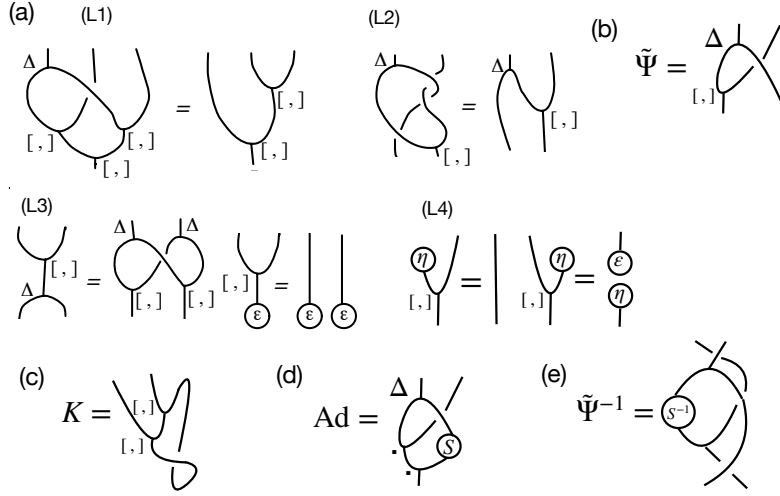 (a) (L1) (L2) (b)
Δ Δ Δ Δ
Ψ̃ =
= =
[ , ] [ , ] [ , ] [ , ] [ , ]
[ , ] [ , ] [ , ] [ , ]
(L3) (L4)
Δ Δ
η η ε
[ , ] = [ , ] = = =
Δ [ , ] [ , ] [ , ] [ , ] η
ε ε ε
(c) (d) (e)
Δ
K = [ , ] Ad = Ψ̃⁻¹ = S⁻¹
[ , ] S